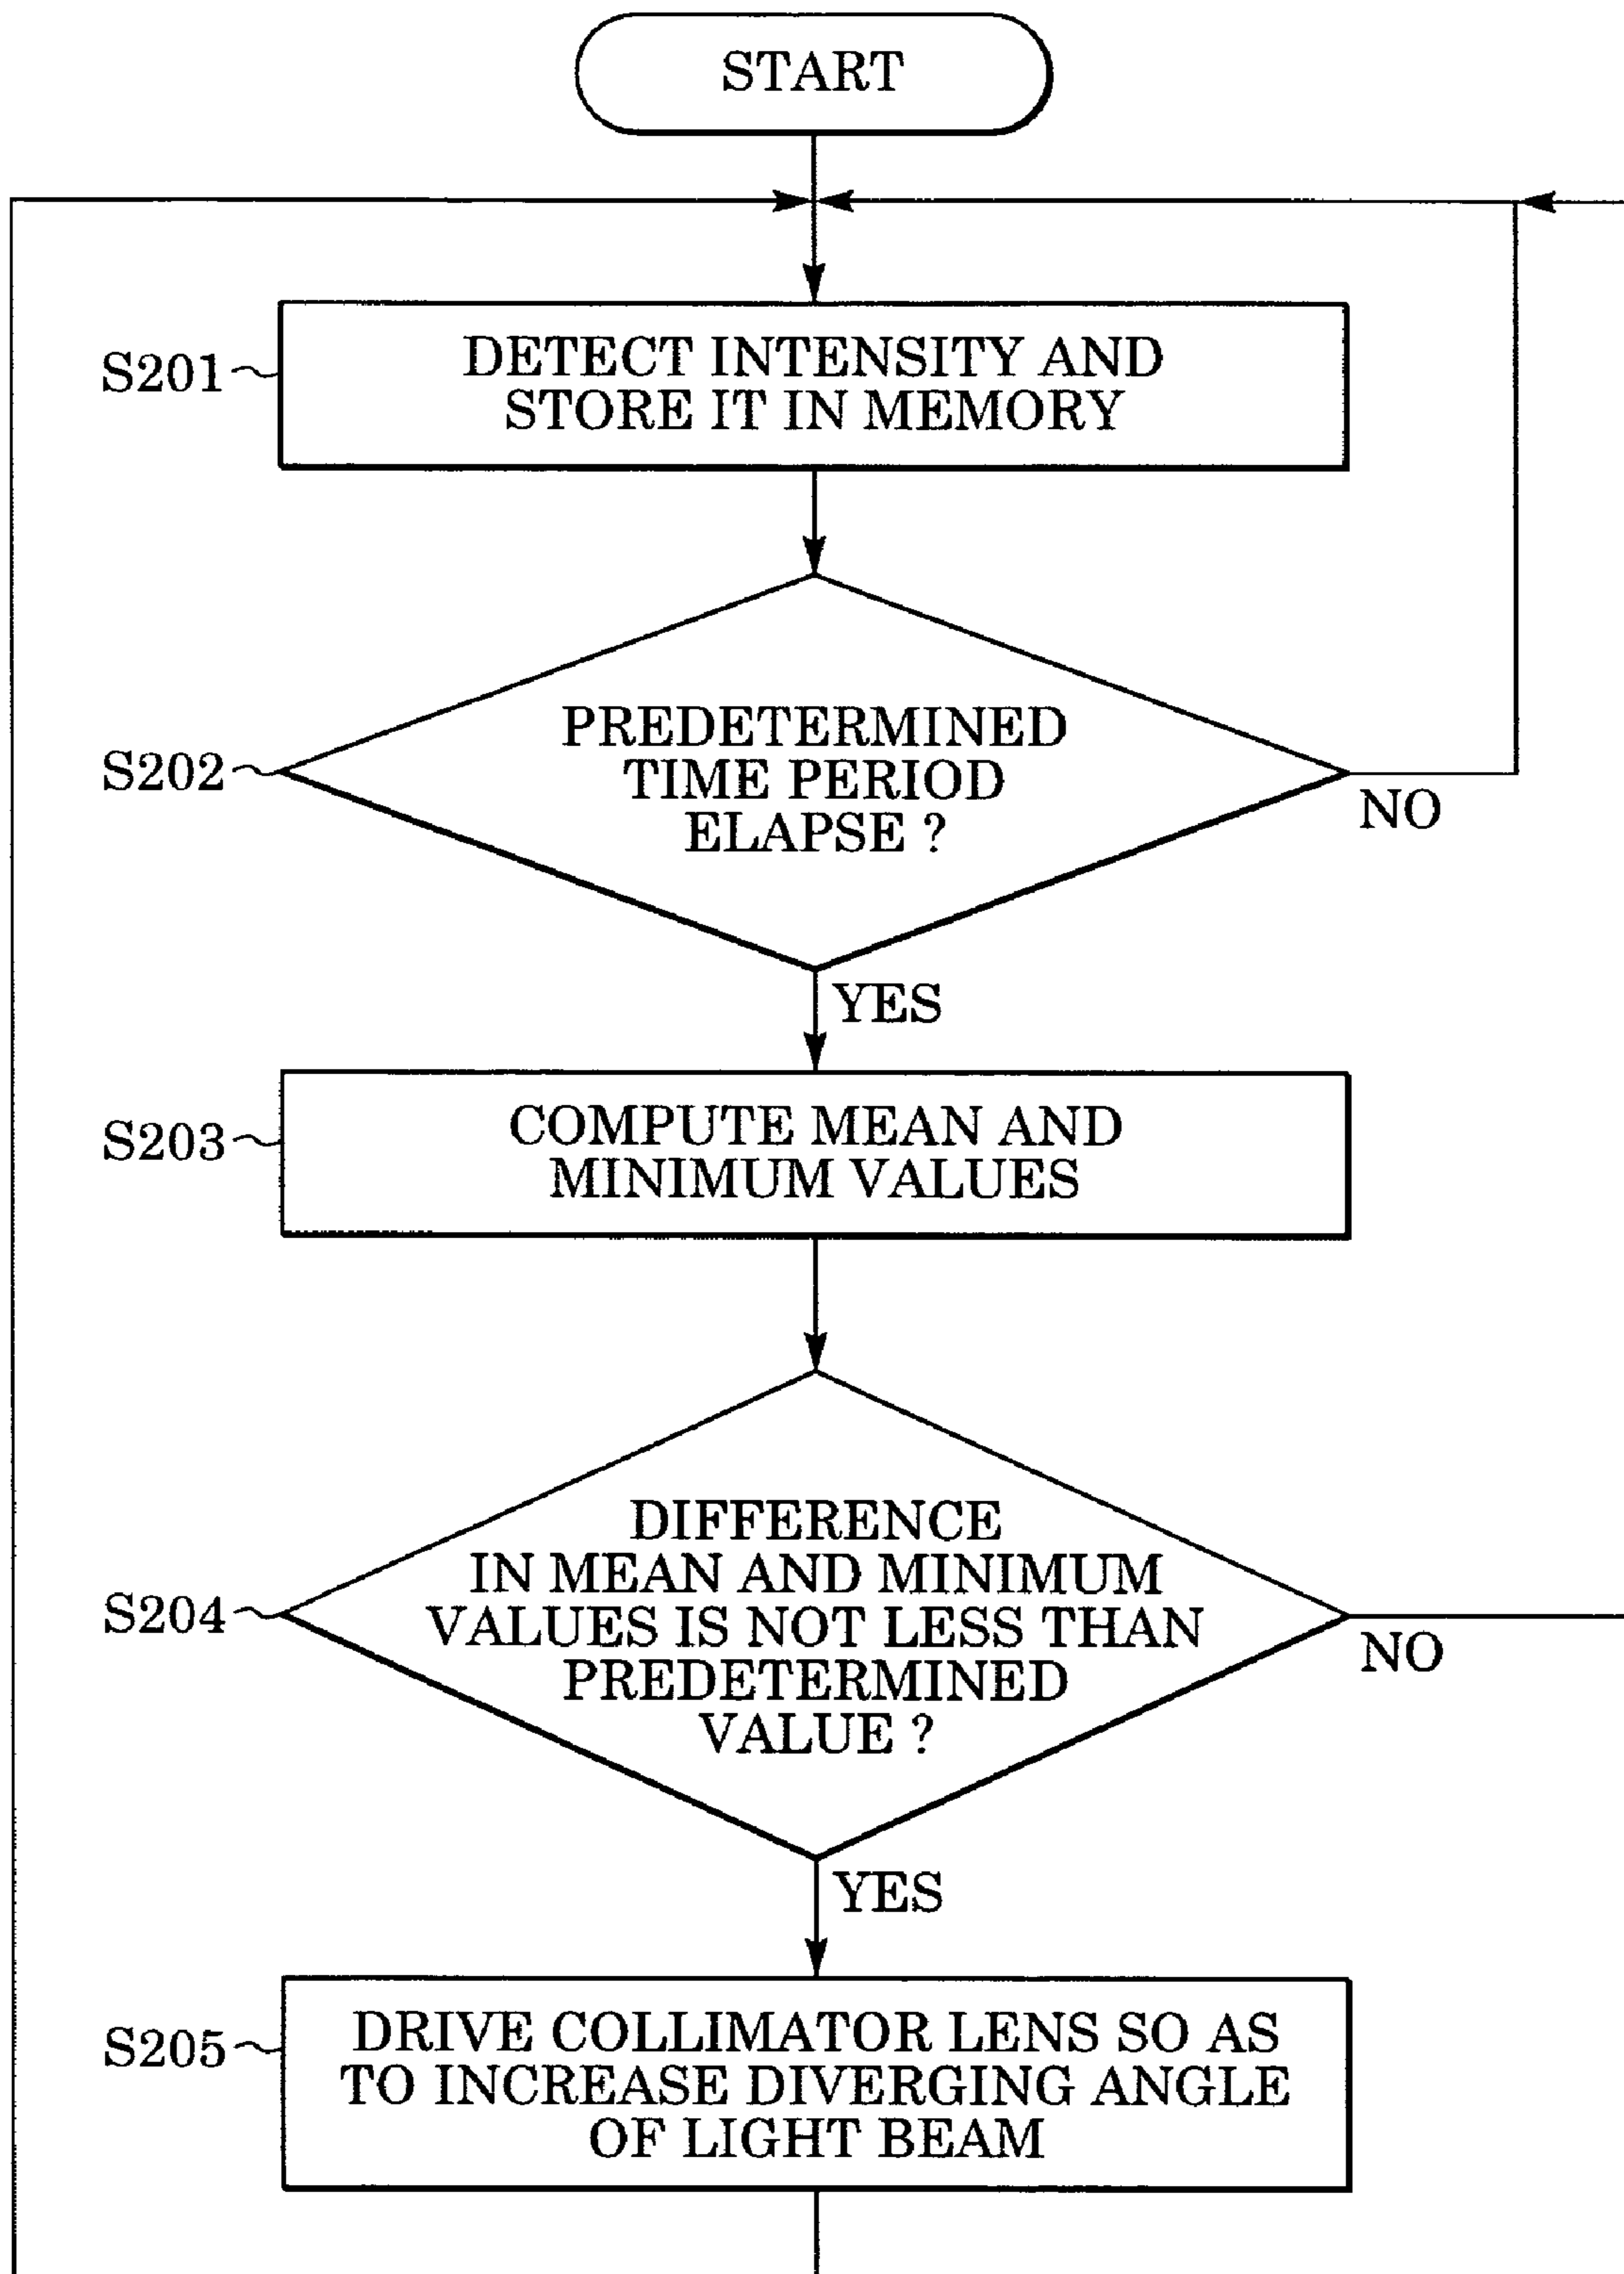 START
S201
DETECT INTENSITY AND
STORE IT IN MEMORY
S202
PREDETERMINED
TIME PERIOD
ELAPSE ?
NO
YES
S203
COMPUTE MEAN AND
MINIMUM VALUES
S204
DIFFERENCE
IN MEAN AND MINIMUM
VALUES IS NOT LESS THAN
PREDETERMINED
VALUE ?
NO
YES
S205
DRIVE COLLIMATOR LENS SO AS
TO INCREASE DIVERGING ANGLE
OF LIGHT BEAM